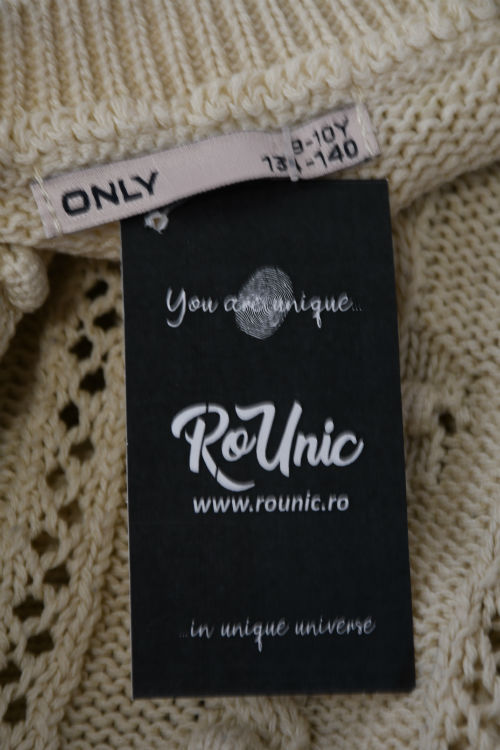 ONLY
9-10Y
134-140
You are unique...
RoUnic
www.rounic.ro
...in unique universe